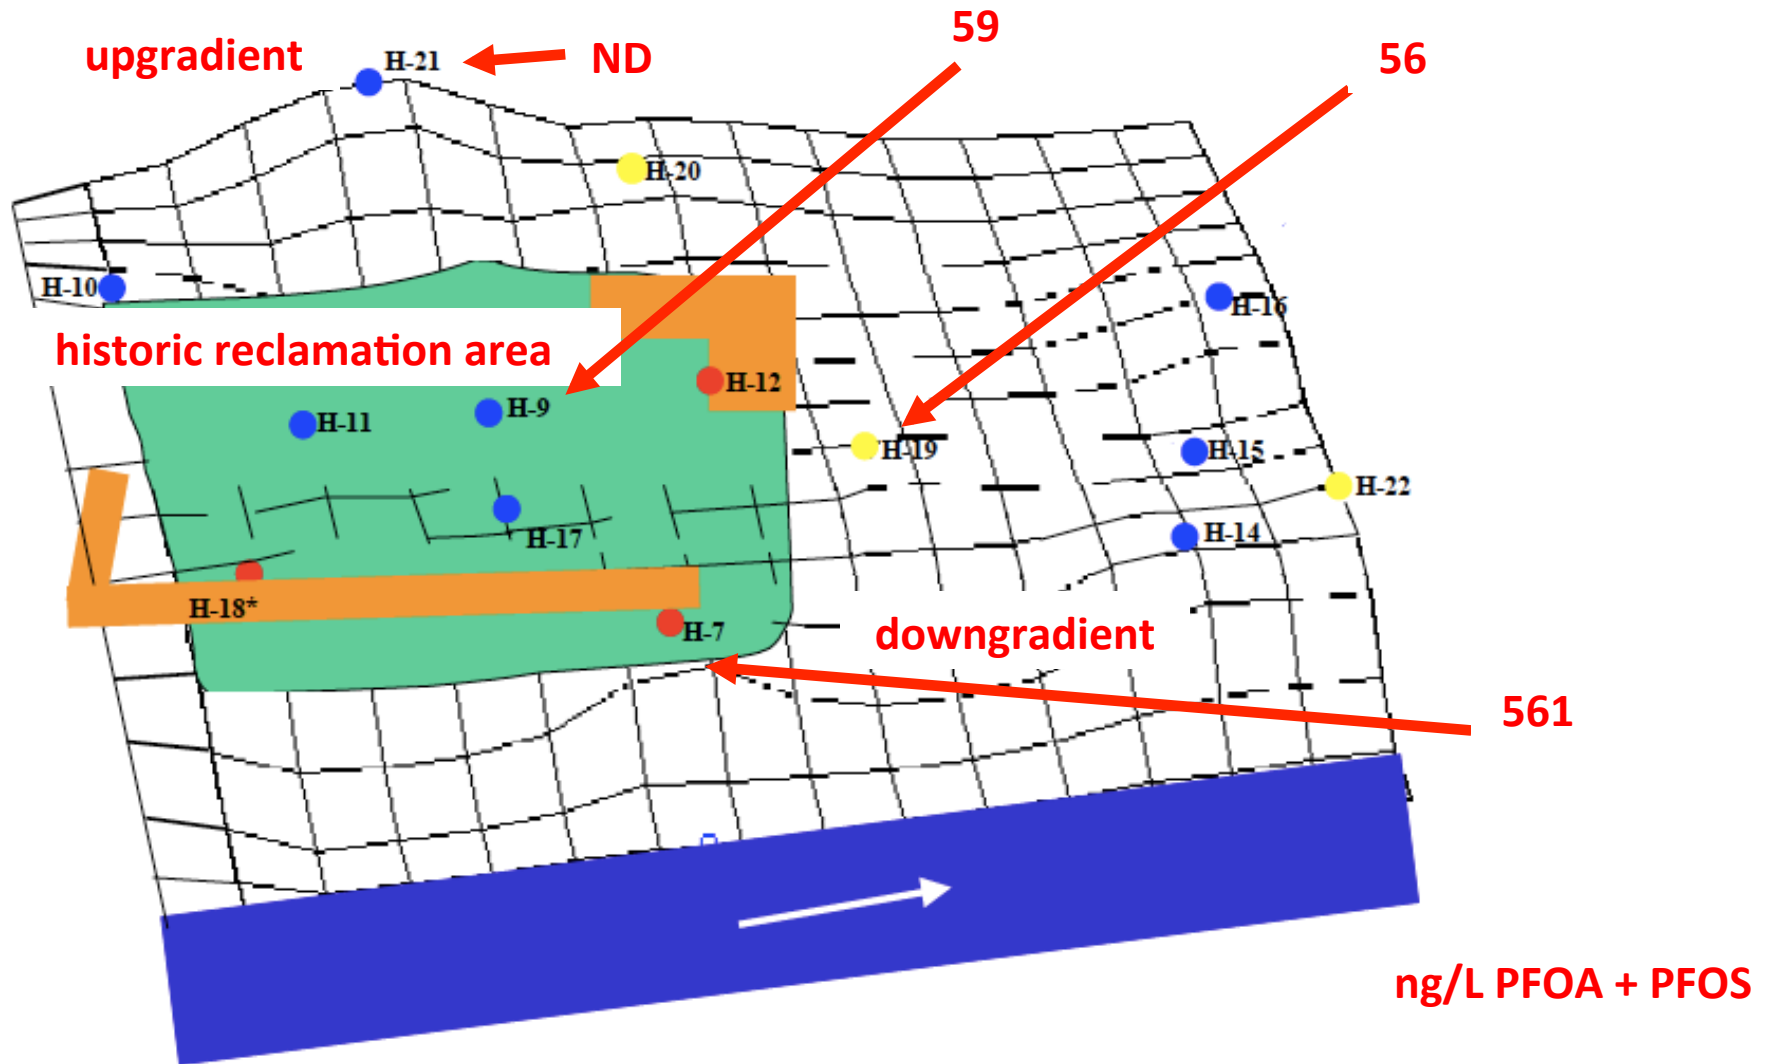 59
upgradient
H-21
ND
56
H-20
H-10
H-16
historic reclamation area
H-12
H-9
H-11
H-19
H-15
H-22
H-17
H-14
H-18*
H-7
downgradient
561
ng/L PFOA + PFOS